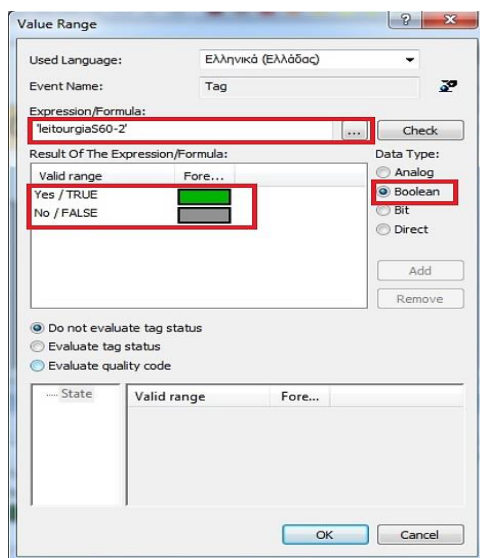 Value Range
Used Language: Ελληνικά (Ελλάδας)
Event Name: Tag
Expression/Formula:
'leitourgiaS60-2' ... Check
Result Of The Expression/Formula: Data Type:
Valid range Fore... Analog
Yes / TRUE Boolean
No / FALSE Bit
Direct
Add
Remove
Do not evaluate tag status
Evaluate tag status
Evaluate quality code
State Valid range Fore...
OK Cancel